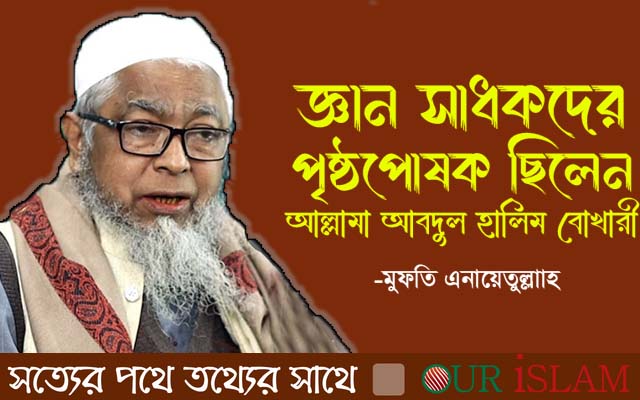 জ্ঞান সাধকদের
পৃষ্ঠপোষক ছিলেন
আল্লামা আবদুল হালিম বোখারী
-মুফতি এনায়েতুল্লাাহ
সত্যের পথে তথ্যের সাথে OUR iSLAM